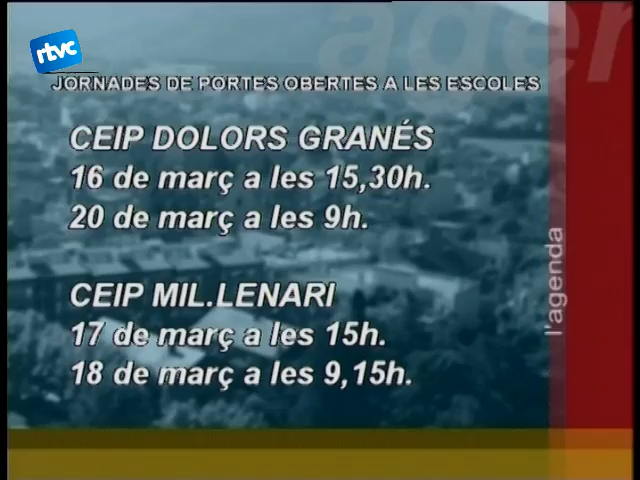 agen
rtvc
JORNADES DE PORTES OBERTES A LES ESCOLES
CEIP DOLORS GRANÉS
16 de març a les 15,30h.
20 de març a les 9h.
CEIP MIL.LENARI
17 de març a les 15h.
18 de març a les 9,15h.
l'agenda